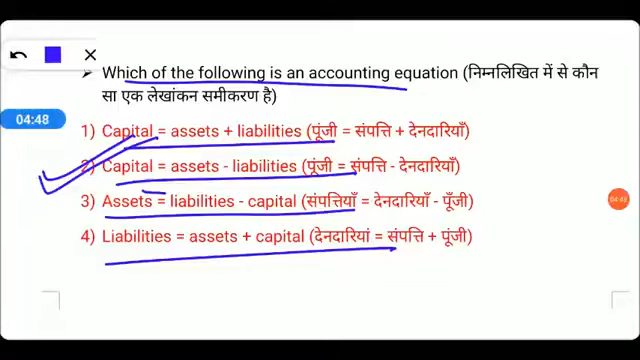 04:48
➤ Which of the following is an accounting equation (निम्नलिखित में से कौन
सा एक लेखांकन समीकरण है)
1) Capital = assets + liabilities (पूंजी = संपत्ति + देनदारियाँ)
2) Capital = assets - liabilities (पूंजी = संपत्ति - देनदारियाँ)
3) Assets = liabilities - capital (संपत्तियाँ = देनदारियाँ - पूँजी)
4) Liabilities = assets + capital (देनदारियां = संपत्ति + पूंजी)
04:48